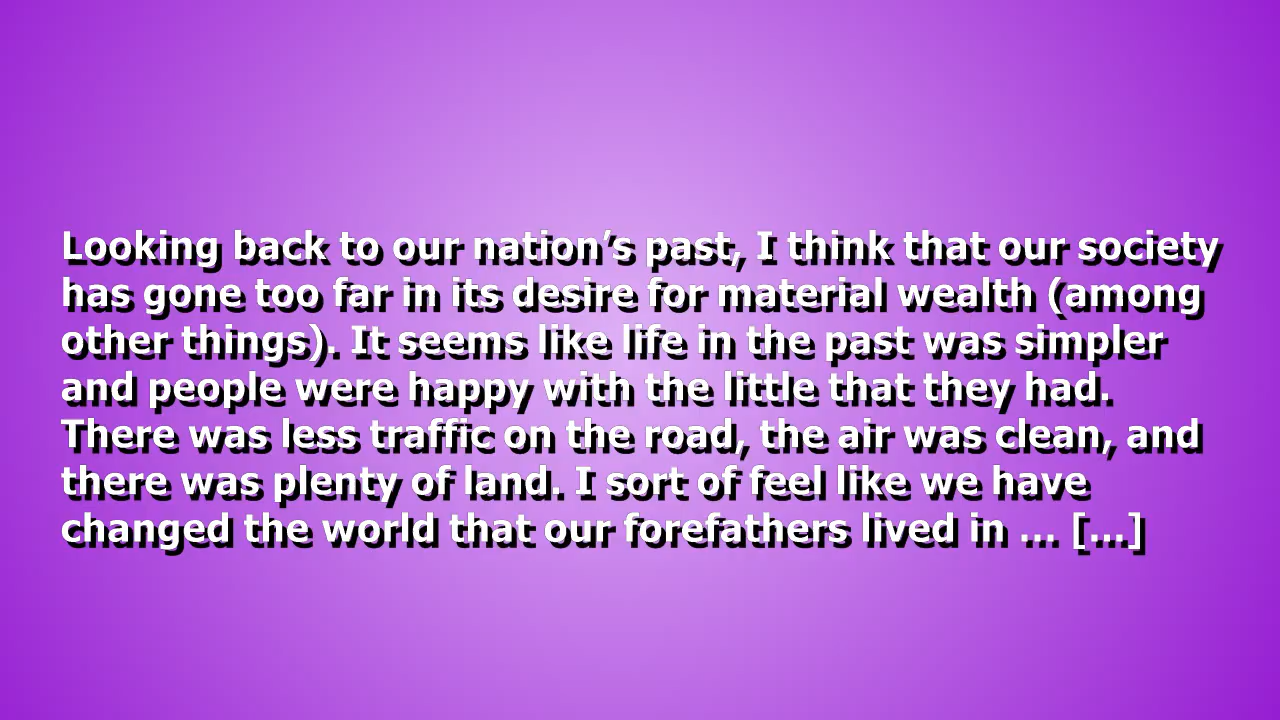 Looking back to our nation’s past, I think that our society
has gone too far in its desire for material wealth (among
other things). It seems like life in the past was simpler
and people were happy with the little that they had.
There was less traffic on the road, the air was clean, and
there was plenty of land. I sort of feel like we have
changed the world that our forefathers lived in … […]